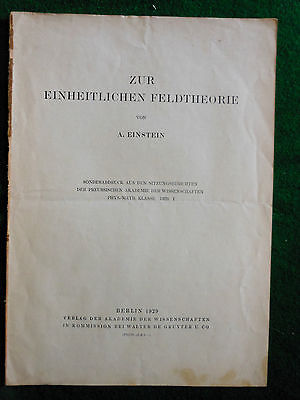 ZUR
EINHEITLICHEN FELDTHEORIE
VON
A. EINSTEIN
SONDERABDRUCK AUS DEN SITZUNGSBERICHTEN
DER PREUSSISCHEN AKADEMIE DER WISSENSCHAFTEN
PHYS.-MATH. KLASSE. 1929. I
BERLIN 1929
VERLAG DER AKADEMIE DER WISSENSCHAFTEN
IN KOMMISSION BEI WALTER DE GRUYTER U. CO